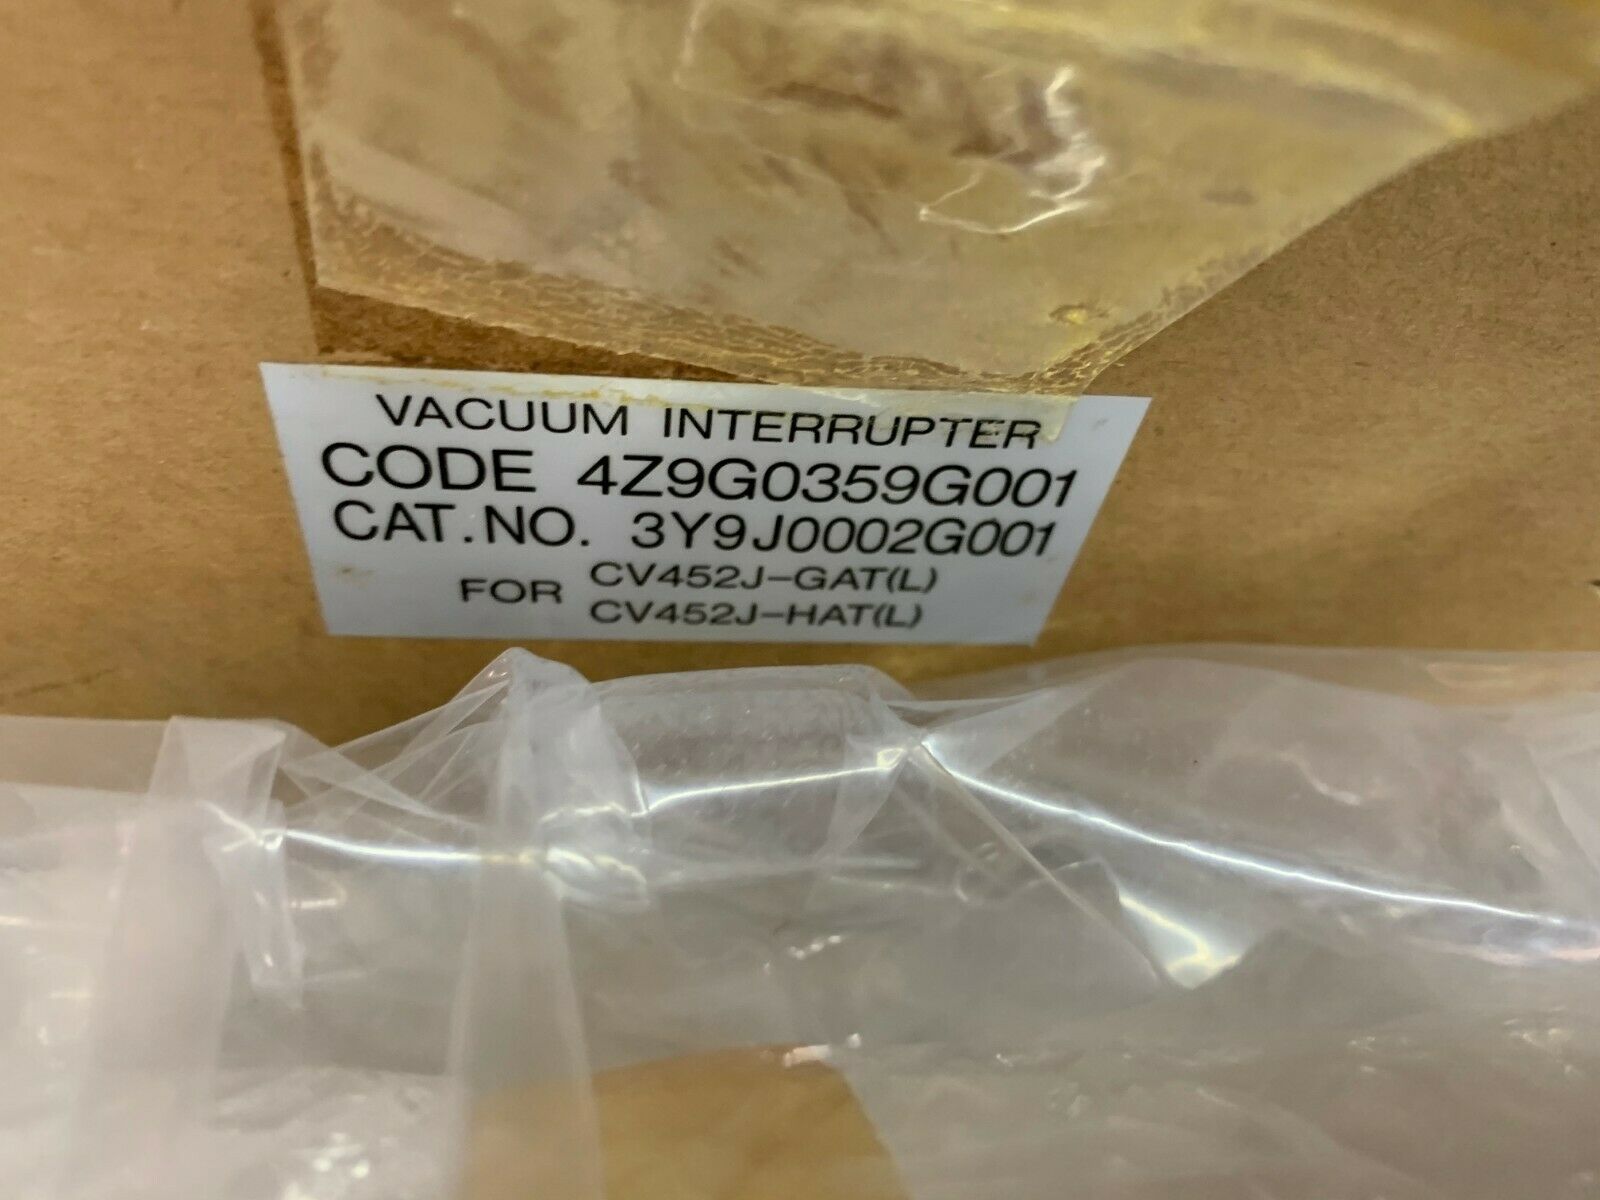 VACUUM INTERRUPTER
CODE 4Z9G0359G001
CAT.NO. 3Y9J0002G001
FOR CV452J-GAT(L)
CV452J-HAT(L)